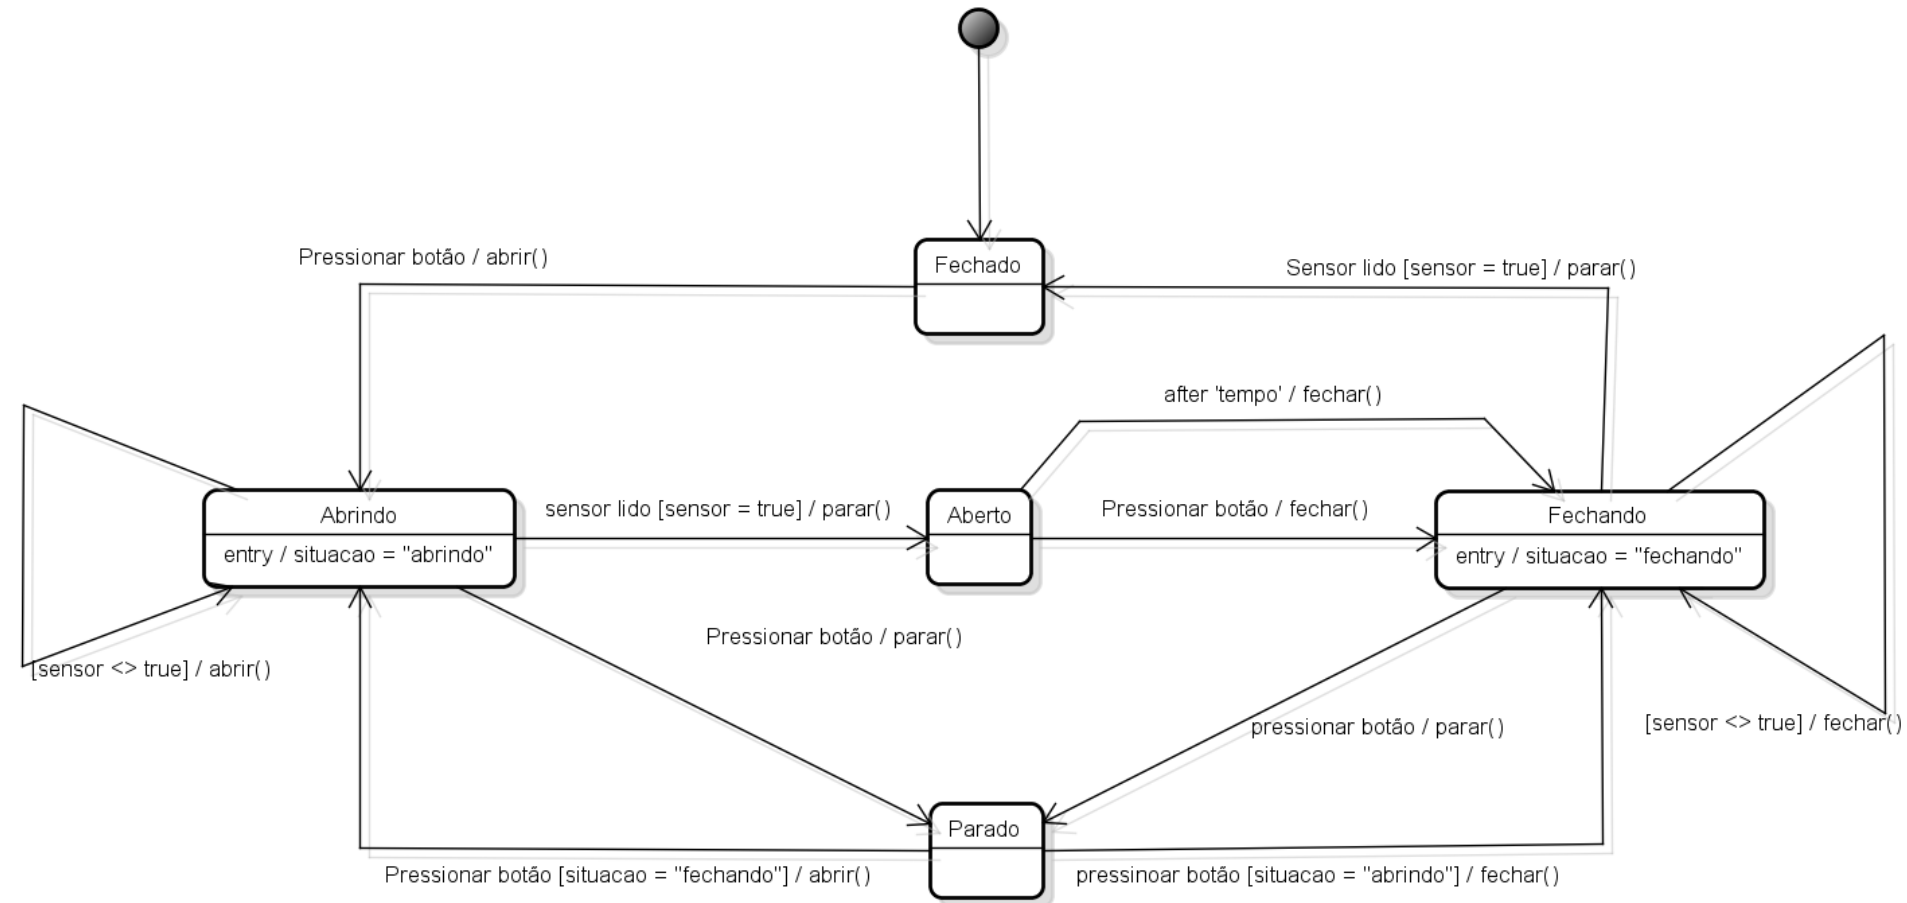 Pressionar botão / abrir()
Fechado
Sensor lido [sensor = true] / parar()
after 'tempo' / fechar()
Abrindo
entry / situacao = "abrindo"
sensor lido [sensor = true] / parar()
Aberto
Pressionar botão / fechar()
Fechando
entry / situacao = "fechando"
Pressionar botão / parar()
[sensor <> true] / abrir()
pressionar botão / parar()
[sensor <> true] / fechar()
Parado
Pressionar botão [situacao = "fechando"] / abrir()
pressinoar botão [situacao = "abrindo"] / fechar()